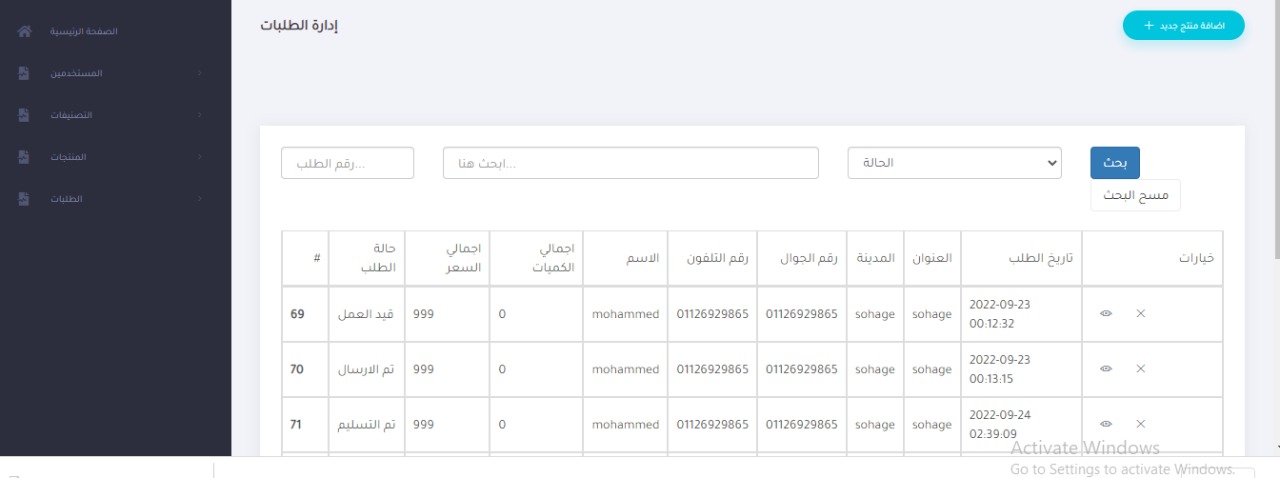 الصفحة الرئيسية
المستخدمين
التصنيفات
المنتجات
الطلبات
إدارة الطلبات
اضافة منتج جديد +
رقم الطلب...
ابحث هنا...
الحالة
بحث
مسح البحث
# حالة الطلب اجمالي السعر اجمالي الكميات الاسم رقم التلفون رقم الجوال المدينة العنوان تاريخ الطلب خيارات
69 قيد العمل 999 0 mohammed 01126929865 01126929865 sohage sohage 2022-09-23 00:12:32
70 تم الارسال 999 0 mohammed 01126929865 01126929865 sohage sohage 2022-09-23 00:13:15
71 تم التسليم 999 0 mohammed 01126929865 01126929865 sohage sohage 2022-09-24 02:39:09
Activate Windows
Go to Settings to activate Windows.